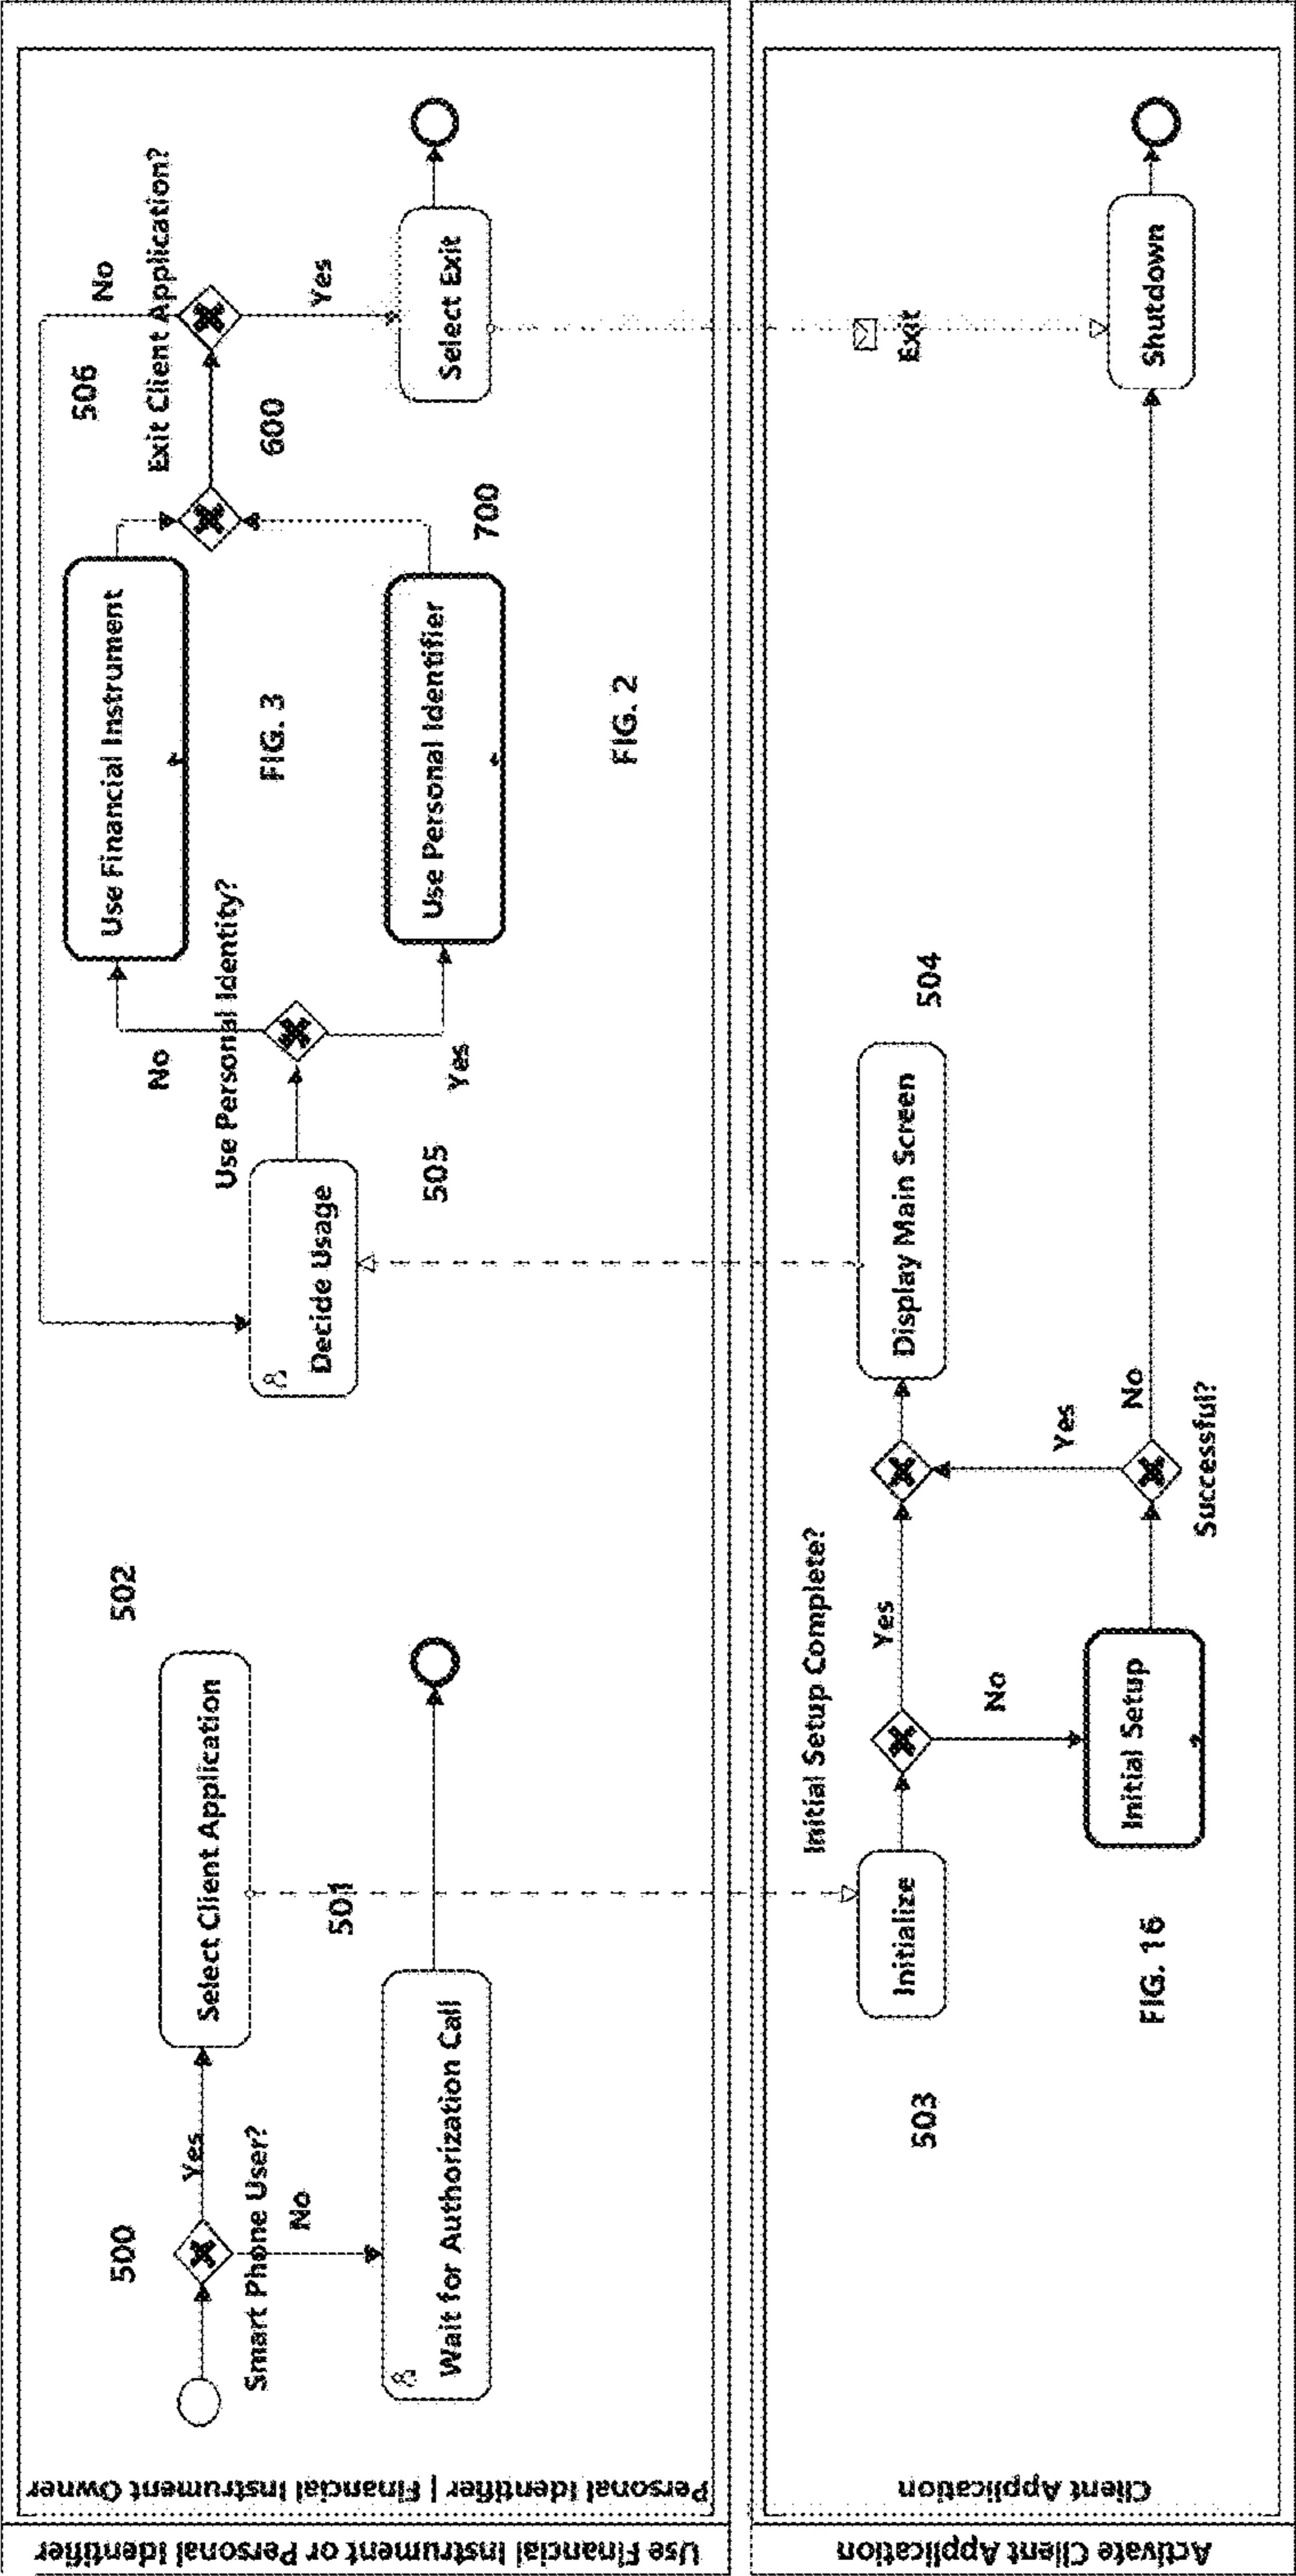 Use Financial Instrument or Personal Identifier
Personal Identifier | Financial Instrument Owner
500
Smart Phone User?
Yes
No
Select Client Application
502
Wait for Authorization Call
501
Decide Usage
505
Use Personal Identity?
No
Yes
Use Financial Instrument
FIG. 3
Use Personal Identifier
700
FIG. 2
600
506
Exit Client Application?
No
Yes
Select Exit
Activate Client Application
Client Application
503
Initialize
Initial Setup Complete?
Yes
No
Initial Setup
FIG. 16
Successful?
Yes
No
Display Main Screen
504
Exit
Shutdown